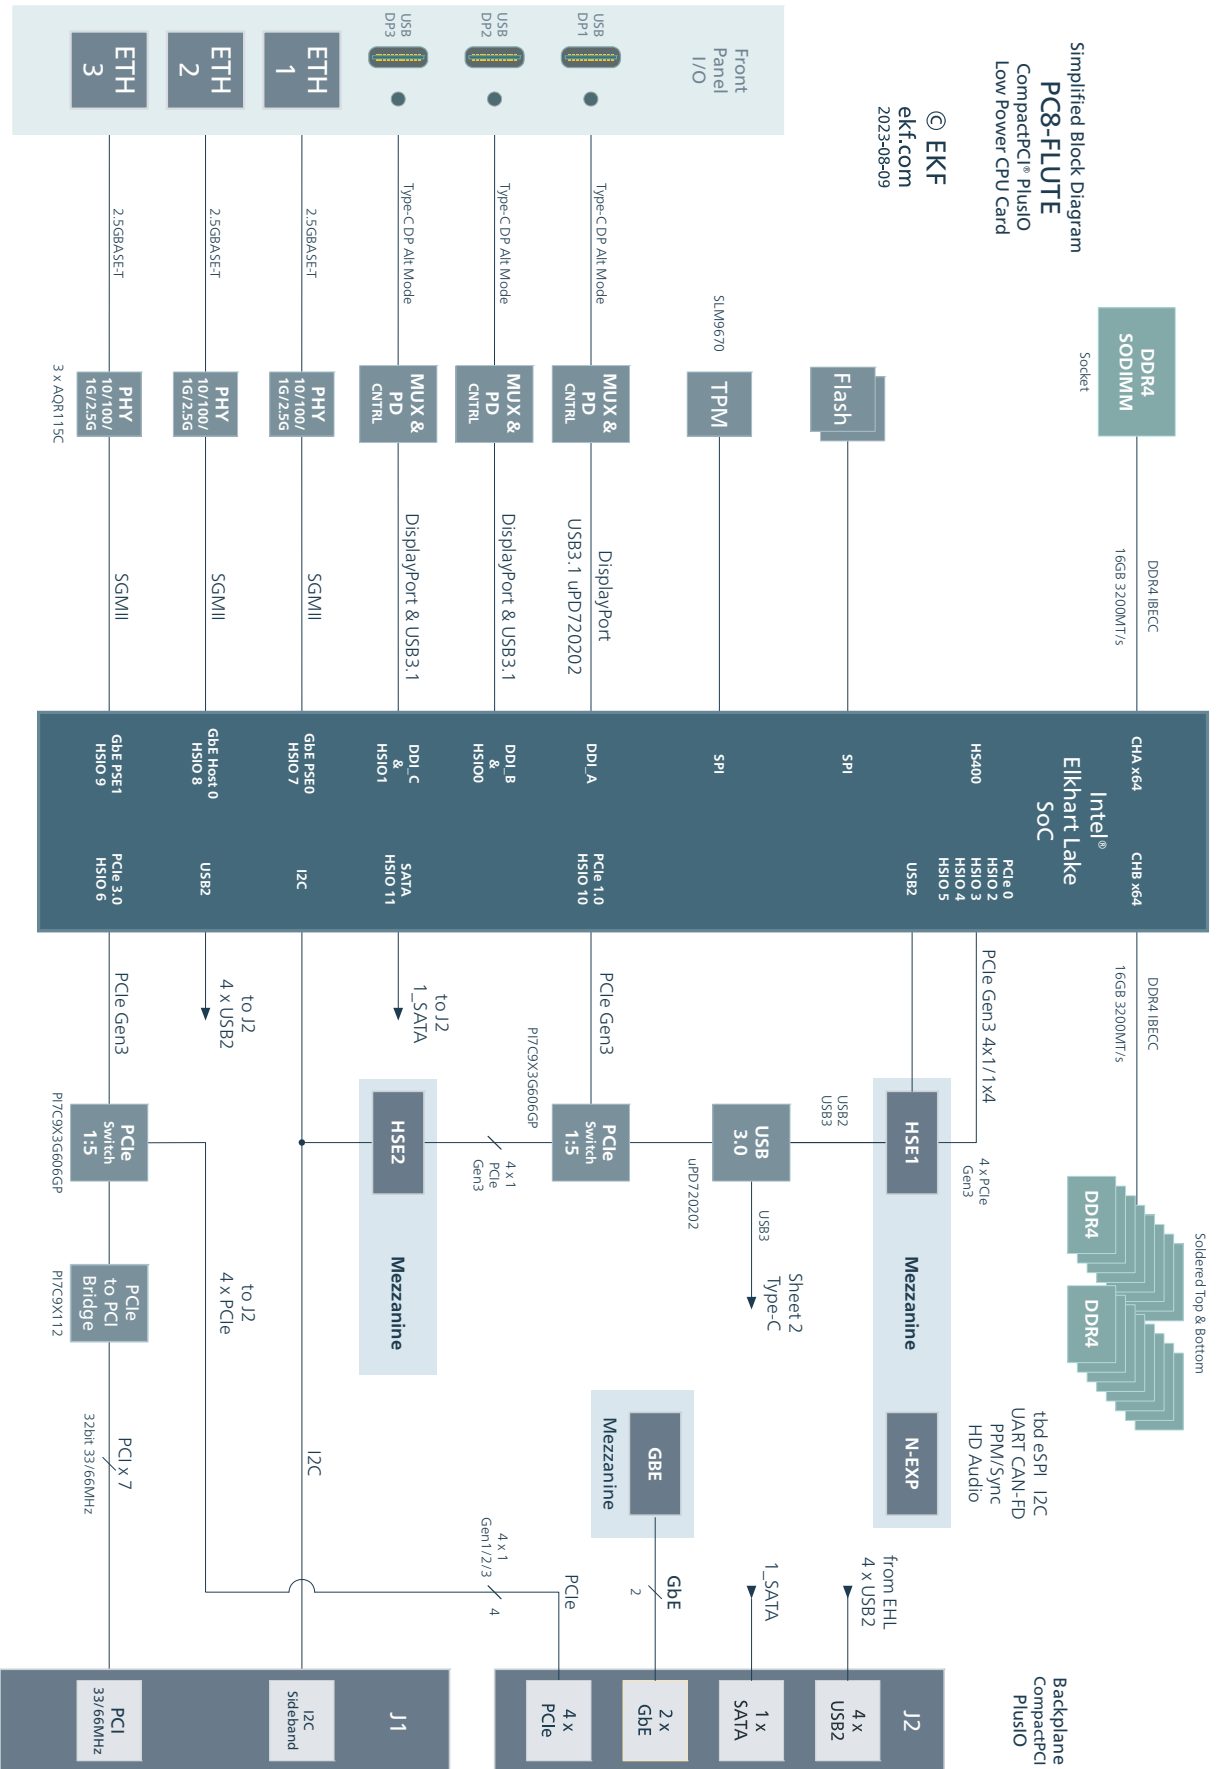 Simplified Block Diagram
PC8-FLUTE
CompactPCI® PlusIO
Low Power CPU Card
© EKF
ekf.com
2023-08-09
Front
Panel
I/O
USB
DP1
USB
DP2
USB
DP3
ETH
1
ETH
2
ETH
3
Type-C DP Alt Mode
Type-C DP Alt Mode
Type-C DP Alt Mode
2.5GBASE-T
2.5GBASE-T
2.5GBASE-T
DDR4
SODIMM
Socket
Flash
SLM9670
TPM
MUX &
PD
CNTRL
MUX &
PD
CNTRL
MUX &
PD
CNTRL
PHY
10/100/
1G/2.5G
PHY
10/100/
1G/2.5G
PHY
10/100/
1G/2.5G
3 x AQR115C
DDR4 IBECC
16GB 3200MT/s
DisplayPort
USB3.1 uPD720202
DisplayPort & USB3.1
DisplayPort & USB3.1
SGMII
SGMII
SGMII
Intel®
Elkhart Lake
SoC
CHA x64
HS400
SPI
SPI
DDI_A
DDI_B
&
HSIO0
DDI_C
&
HSIO1
GbE PSE0
HSIO 7
GbE Host 0
HSIO 8
GbE PSE1
HSIO 9
CHB x64
PCIe 0
HSIO 2
HSIO 3
HSIO 4
HSIO 5
USB2
PCIe 1.0
HSIO 10
SATA
HSIO 11
I2C
USB2
PCIe 3.0
HSIO 6
DDR4 IBECC
16GB 3200MT/s
PCIe Gen3 4x1/1x4
PCIe Gen3
to J2
1_SATA
to J2
4 x USB2
PCIe Gen3
Soldered Top & Bottom
DDR4
DDR4
4 x PCIe
Gen3
HSE1
Mezzanine
N-EXP
tbd eSPI I2C
UART CAN-FD
PPM/Sync
HD Audio
USB2
USB3
USB
3.0
uPD720202
USB3
Sheet 2
Type-C
PI7C9X3G606GP
PCIe
Switch
1:5
4 x 1
PCIe
Gen3
HSE2
Mezzanine
PCIe
Switch
1:5
PI7C9X3G606GP
to J2
4 x PCIe
PCIe
to PCI
Bridge
PI7C9X112
GBE
Mezzanine
I2C
PCI x 7
32bit 33/66MHz
4 x 1
Gen1/2/3
4
PCIe
GbE
2
1_SATA
from EHL
4 x USB2
Backplane
CompactPCI
PlusIO
J2
4 x
USB2
1 x
SATA
2 x
GbE
4 x
PCIe
J1
I2C
Sideband
PCI
33/66MHz